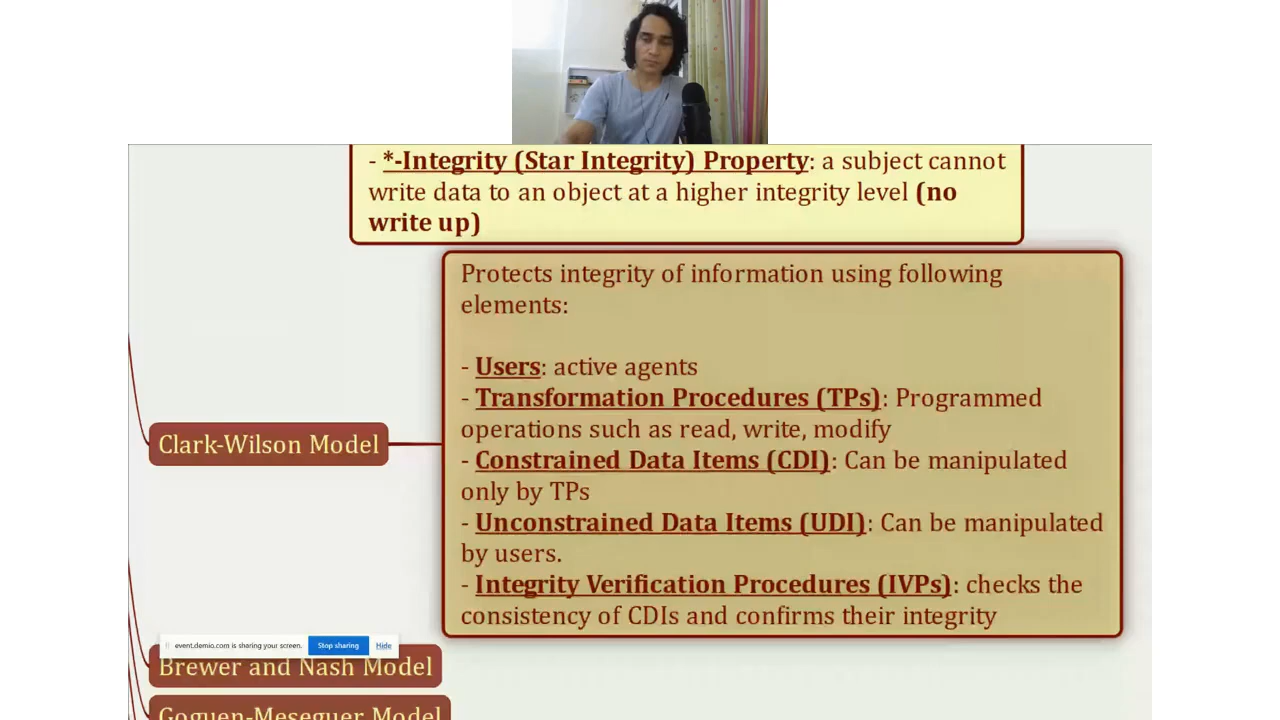 - *-Integrity (Star Integrity) Property: a subject cannot
write data to an object at a higher integrity level (no
write up)
Protects integrity of information using following
elements:
- Users: active agents
- Transformation Procedures (TPs): Programmed
operations such as read, write, modify
- Constrained Data Items (CDI): Can be manipulated
only by TPs
- Unconstrained Data Items (UDI): Can be manipulated
by users.
- Integrity Verification Procedures (IVPs): checks the
consistency of CDIs and confirms their integrity
Clark-Wilson Model
event.demio.com is sharing your screen. Stop sharing Hide
Brewer and Nash Model
Goguen-Meseguer Model